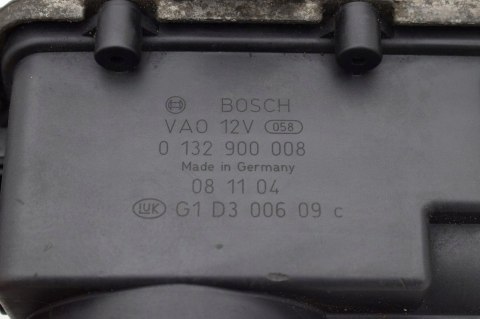 BOSCH
VAO 12V 058
0 132 900 008
Made in Germany
08 11 04
LUK G1 D3 006 09 c